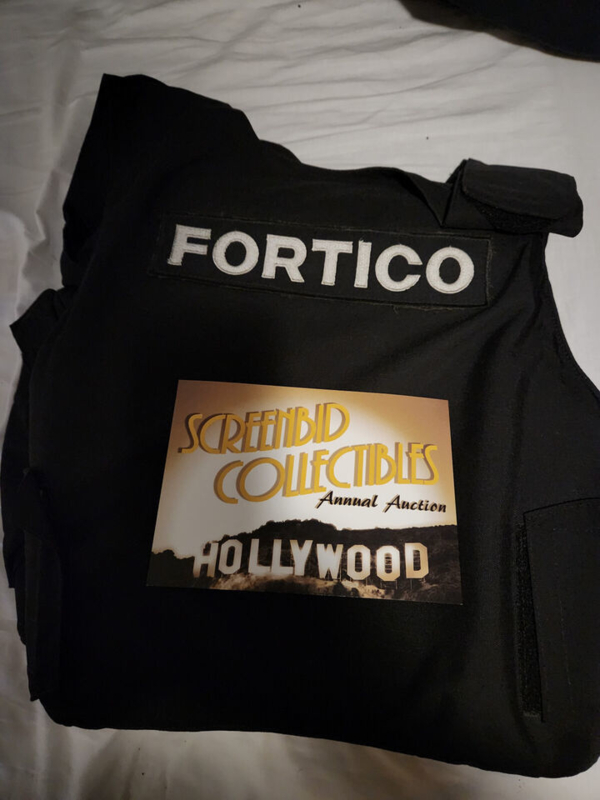 FORTICO
SCREENBID
COLLECTIBLES
Annual Auction
HOLLYWOOD